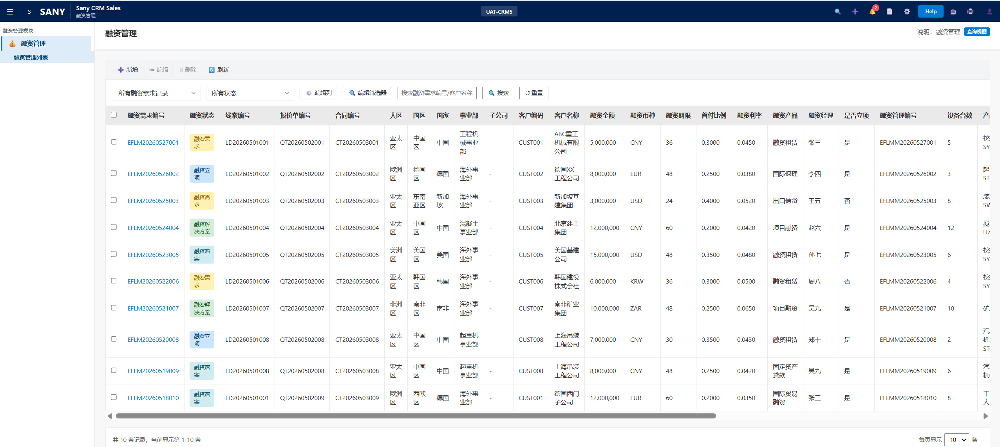 ☰ S SANY Sany CRM Sales UAT-CRM5 2 Help
融资管理
融资管理模块
融资管理
融资管理列表
融资管理 说明：融资管理 查询视图
新增 编辑 删除 刷新
所有融资需求记录 所有状态 编辑列 编辑筛选器 搜索融资需求编号/客户名称 搜索 ↺ 重置
融资需求编号 融资状态 线索编号 报价单编号 合同编号 大区 国区 国家 事业部 子公司 客户编码 客户名称 融资金额 融资币种 融资期限 首付比例 融资利率 融资产品 融资经理 是否立项 融资管理编号 设备台数
EFLM20260527001 融资需求 LD20260501001 QT20260502001 CT20260503001 亚太区 中国区 中国 工程机械事业部 - CUST001 ABC重工机械有限公司 5,000,000 CNY 36 0.3000 0.0450 融资租赁 张三 是 EFLMM20260527001 5 SY
EFLM20260526002 融资立项 LD20260501002 QT20260502002 CT20260503002 欧洲区 德国区 德国 海外事业部 - CUST002 德国XX工程公司 8,000,000 EUR 48 0.2500 0.0380 国际保理 李四 是 EFLMM20260526002 3
EFLM20260525003 融资需求 LD20260501003 QT20260502003 CT20260503003 亚太区 东南亚区 新加坡 海外事业部 - CUST003 新加坡基建集团 3,000,000 USD 24 0.4000 0.0520 出口信贷 王五 否 EFLMM20260525003 8
EFLM20260524004 融资解决方案 LD20260501004 QT20260502004 CT20260503004 亚太区 中国区 中国 混凝土事业部 - CUST004 北京建工集团 12,000,000 CNY 60 0.2000 0.0420 项目融资 赵六 是 EFLMM20260524004 12 HZ
EFLM20260523005 融资落实 LD20260501005 QT20260502005 CT20260503005 美洲区 美国区 美国 海外事业部 - CUST005 美国基建公司 15,000,000 USD 48 0.3500 0.0480 融资租赁 孙七 是 EFLMM20260523005 6 SY
EFLM20260522006 融资需求 LD20260501006 QT20260502006 CT20260503006 亚太区 韩国区 韩国 海外事业部 - CUST006 韩国建设株式会社 6,000,000 KRW 36 0.3000 0.0500 融资租赁 周八 否 EFLMM20260522006 4 SY
EFLM20260521007 融资解决方案 LD20260501007 QT20260502007 CT20260503007 非洲区 南非区 南非 海外事业部 - CUST007 南非矿业集团 10,000,000 ZAR 48 0.2500 0.0650 项目融资 吴九 是 EFLMM20260521007 10 矿
EFLM20260520008 融资立项 LD20260501008 QT20260502008 CT20260503008 亚太区 中国区 中国 起重机事业部 - CUST008 上海吊装工程公司 7,000,000 CNY 30 0.3500 0.0430 融资租赁 郑十 是 EFLMM20260520008 2 机
EFLM20260519009 融资落实 LD20260501008 QT20260502008 CT20260503008 亚太区 中国区 中国 起重机事业部 - CUST008 上海吊装工程公司 8,000,000 CNY 48 0.2500 0.0420 固定资产贷款 吴九 是 EFLMM20260519009 6 机
EFLM20260518010 融资落实 LD20260501001 QT20260502009 CT20260503009 欧洲区 西欧区 德国 海外事业部 - CUST001 德国西门子公司 12,000,000 EUR 60 0.2000 0.0350 国际贸易融资 张三 是 EFLMM20260518010 8 人
共 10 条记录，当前显示第 1-10 条 每页显示 10 条